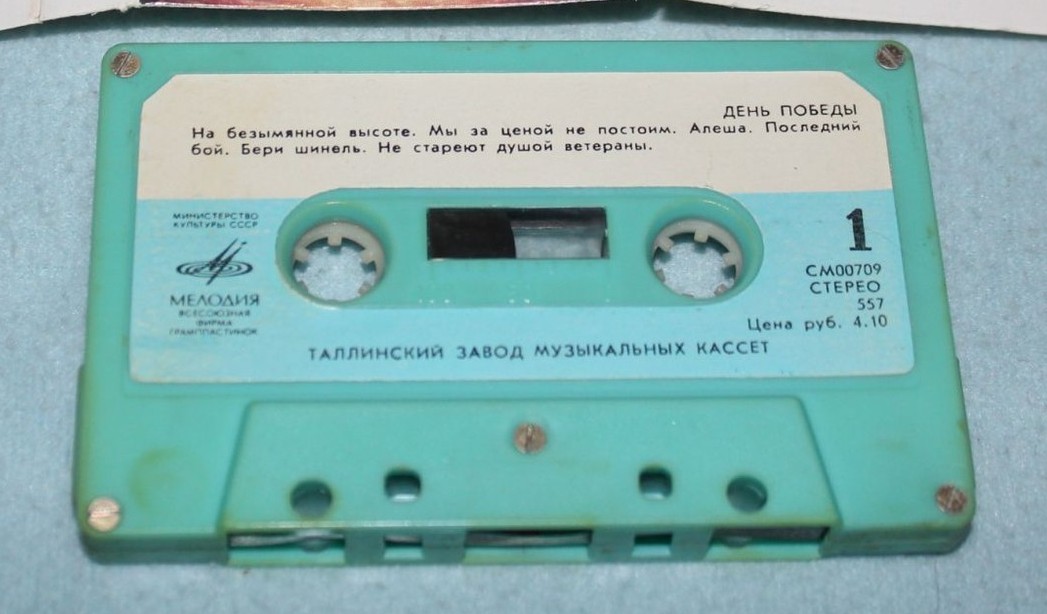 ДЕНЬ ПОБЕДЫ
На безымянной высоте. Мы за ценой не постоим. Алеша. Последний
бой. Бери шинель. Не стареют душой ветераны.
МИНИСТЕРСТВО
КУЛЬТУРЫ СССР
МЕЛОДИЯ
ВСЕСОЮЗНАЯ
ФИРМА
ГРАМПЛАСТИНОК
1
СМ00709
СТЕРЕО
557
Цена руб. 4.10
ТАЛЛИНСКИЙ ЗАВОД МУЗЫКАЛЬНЫХ КАССЕТ